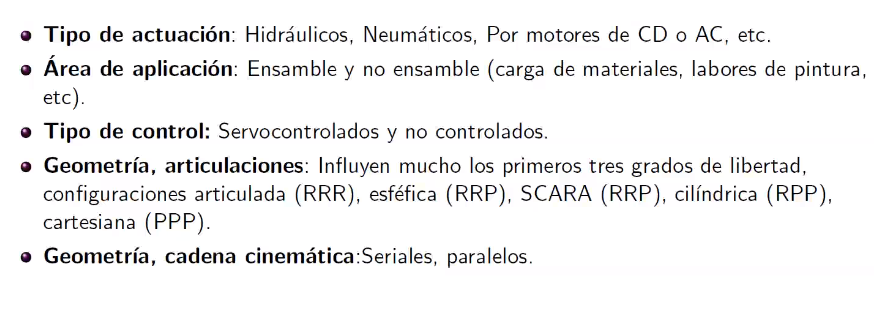 Tipo de actuación: Hidráulicos, Neumáticos, Por motores de CD o AC, etc.
Área de aplicación: Ensamble y no ensamble (carga de materiales, labores de pintura,
etc).
Tipo de control: Servocontrolados y no controlados.
Geometría, articulaciones: Influyen mucho los primeros tres grados de libertad,
configuraciones articulada (RRR), esféfica (RRP), SCARA (RRP), cilíndrica (RPP),
cartesiana (PPP).
Geometría, cadena cinemática:Seriales, paralelos.